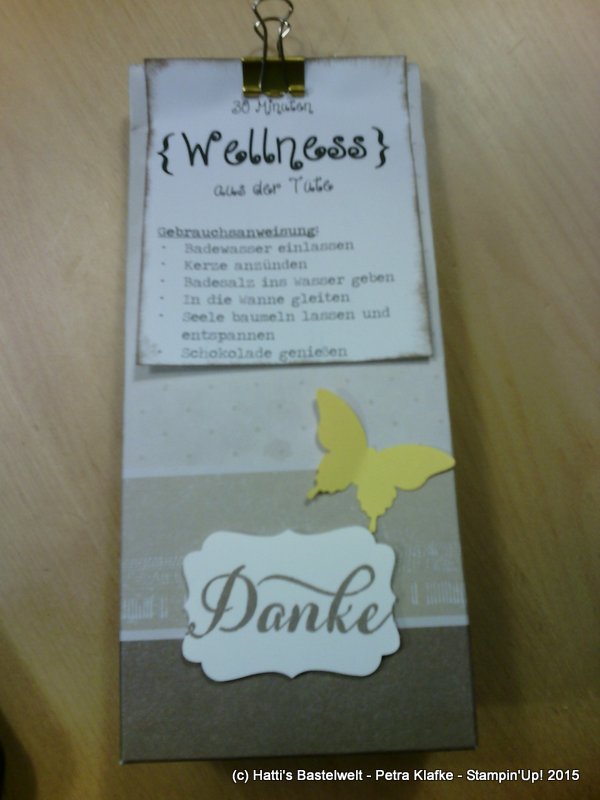 30 Minuten
{Wellness}
aus der Tüte
Gebrauchsanweisung:
· Badewasser einlassen
· Kerze anzünden
· Badesalz ins Wasser geben
· In die Wanne gleiten
· Seele baumeln lassen und
entspannen
· Schokolade genießen
Danke
(c) Hatti's Bastelwelt - Petra Klafke - Stampin'Up! 2015